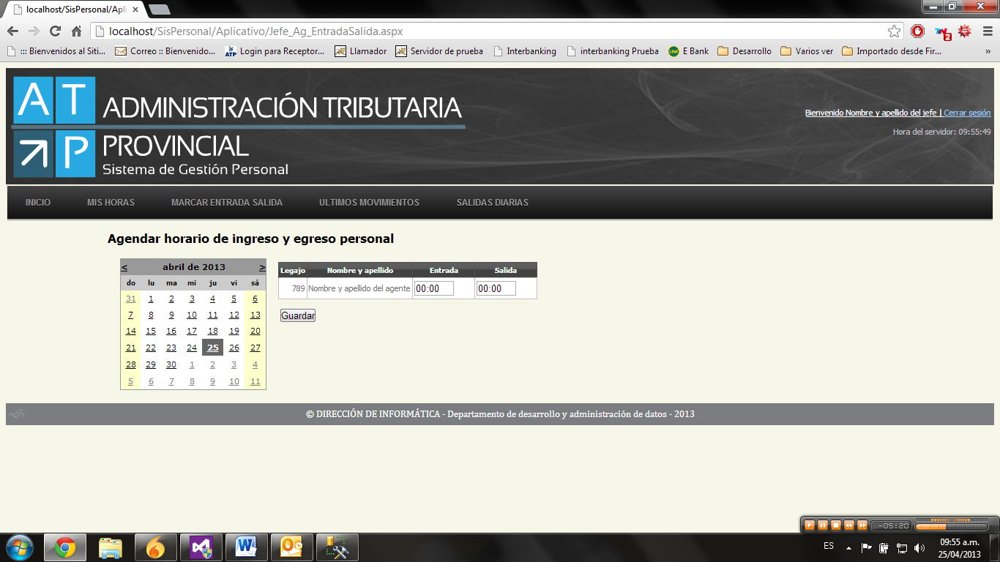 localhost/SisPersonal/Apli
localhost/SisPersonal/Aplicativo/Jefe_Ag_EntradaSalida.aspx
2
::: Bienvenidos al Siti... Correo :: Bienvenido... ATP Login para Receptor... Llamador Servidor de prueba Interbanking interbanking Prueba LINK E Bank Desarrollo Varios ver Importado desde Fir... »
AT
P
ADMINISTRACIÓN TRIBUTARIA
PROVINCIAL
Sistema de Gestión Personal
Bienvenido Nombre y apellido del jefe | Cerrar sesión
Hora del servidor: 09:55:49
INICIO MIS HORAS MARCAR ENTRADA SALIDA ULTIMOS MOVIMIENTOS SALIDAS DIARIAS
Agendar horario de ingreso y egreso personal
< abril de 2013 >
do lu ma mi ju vi sá
31 1 2 3 4 5 6
7 8 9 10 11 12 13
14 15 16 17 18 19 20
21 22 23 24 25 26 27
28 29 30 1 2 3 4
5 6 7 8 9 10 11
Legajo Nombre y apellido Entrada Salida
789 Nombre y apellido del agente 00:00 00:00
Guardar
© DIRECCIÓN DE INFORMÁTICA - Departamento de desarrollo y administración de datos - 2013
-05:20
ES
09:55 a.m.
25/04/2013